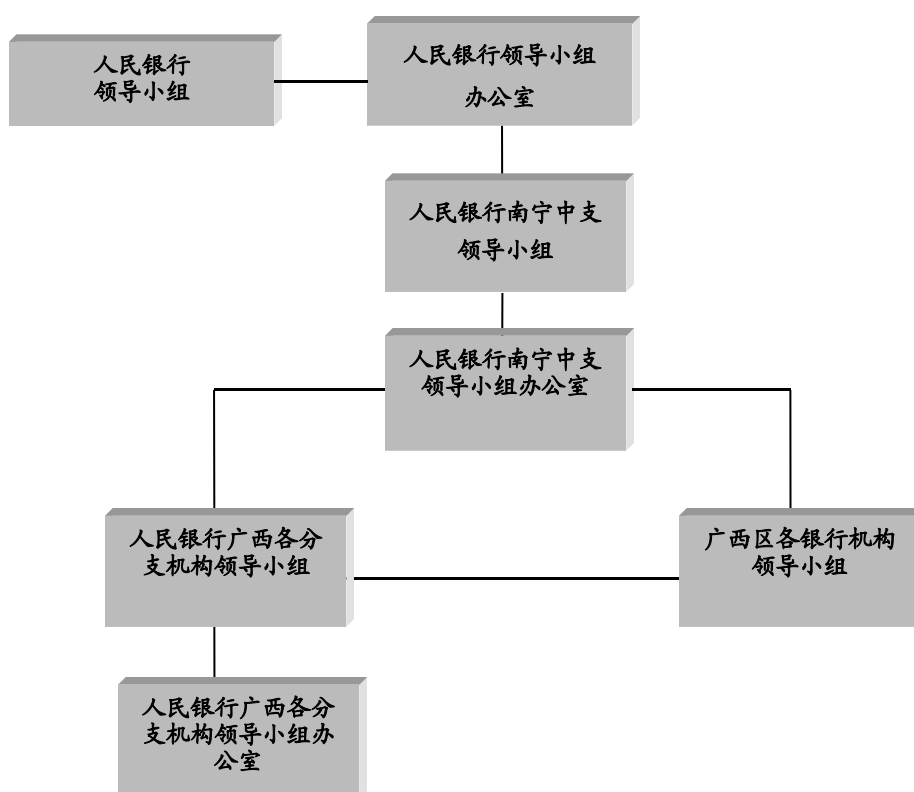 人民银行
领导小组
人民银行领导小组
办公室
人民银行南宁中支
领导小组
人民银行南宁中支
领导小组办公室
人民银行广西各分
支机构领导小组
广西区各银行机构
领导小组
人民银行广西各分
支机构领导小组办
公室